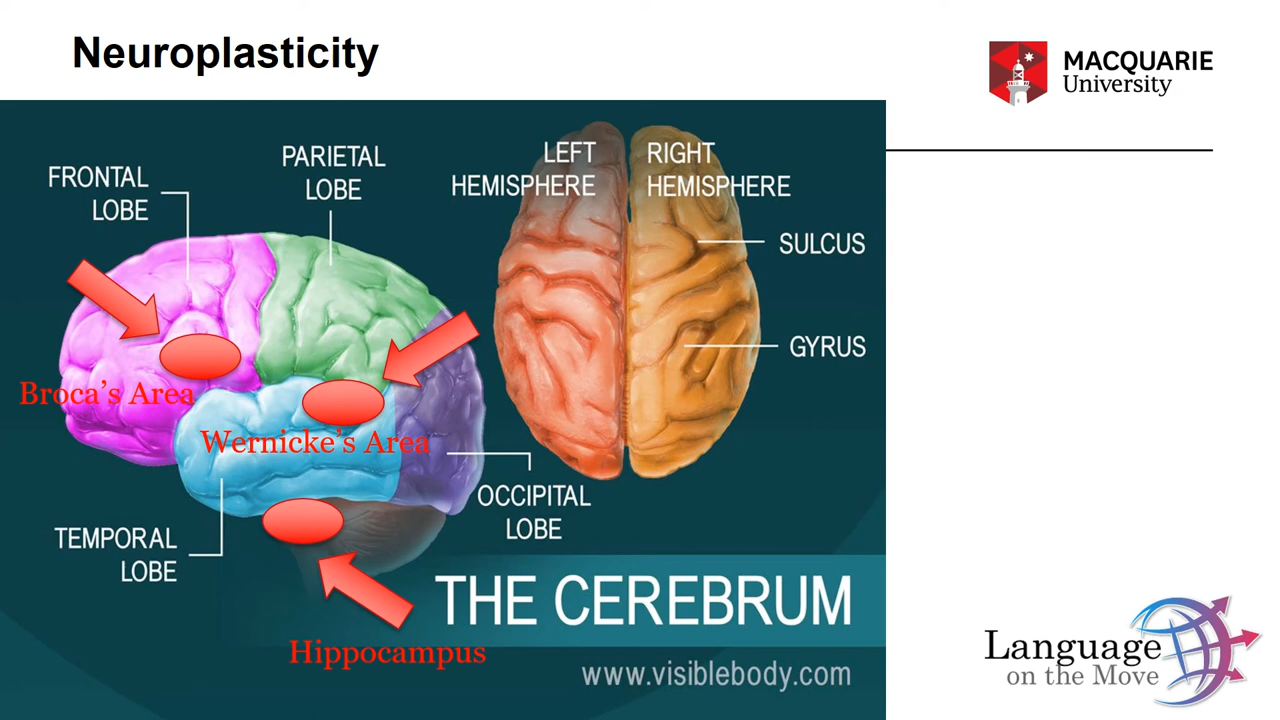 Neuroplasticity
MACQUARIE
University
FRONTAL
LOBE
PARIETAL
LOBE
LEFT
HEMISPHERE
RIGHT
HEMISPHERE
SULCUS
GYRUS
Broca's Area
Wernicke's Area
OCCIPITAL
LOBE
TEMPORAL
LOBE
THE CEREBRUM
Hippocampus
www.visiblebody.com
Language
on the Move